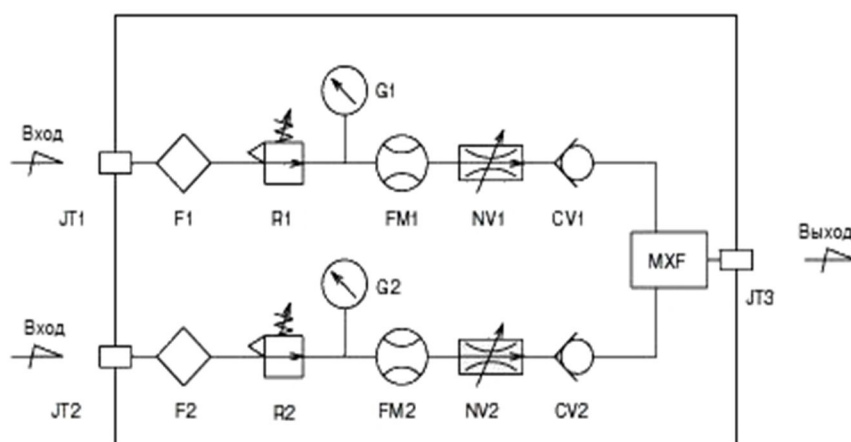 G1
Вход
JT1
F1
R1
FM1
NV1
CV1
Выход
MXF
JT3
G2
Вход
JT2
F2
R2
FM2
NV2
CV2